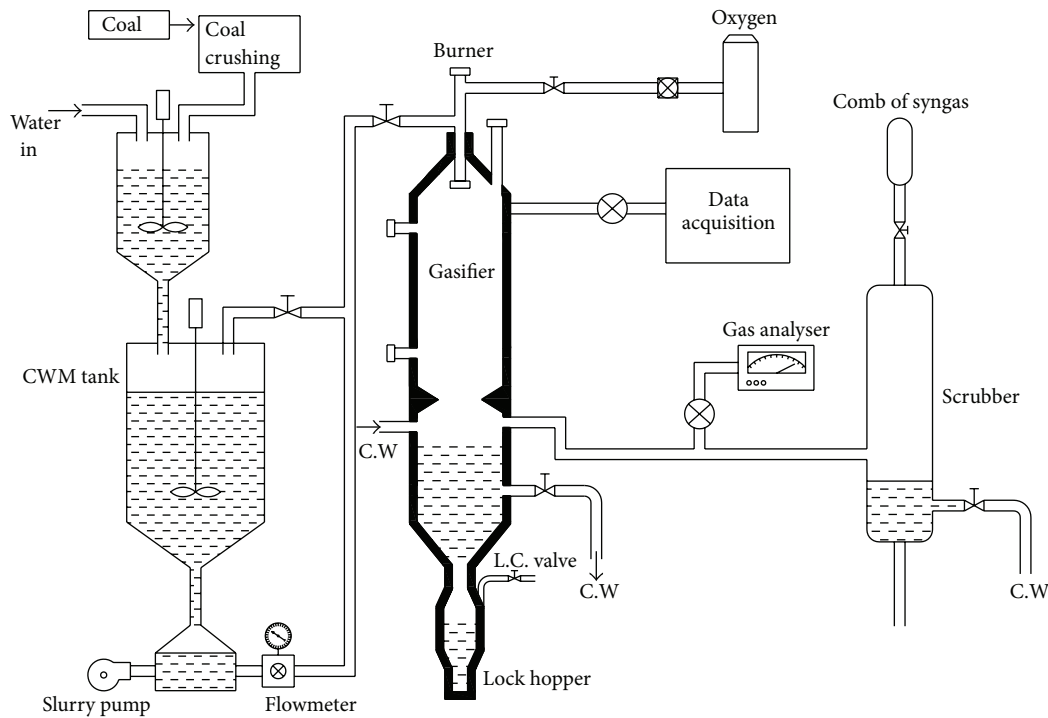 Coal
Coal
crushing
Burner
Oxygen
Water
in
Comb of syngas
Data
acquisition
Gasifier
Gas analyser
CWM tank
Scrubber
C.W
L.C. valve
C.W
C.W
Lock hopper
Slurry pump
Flowmeter